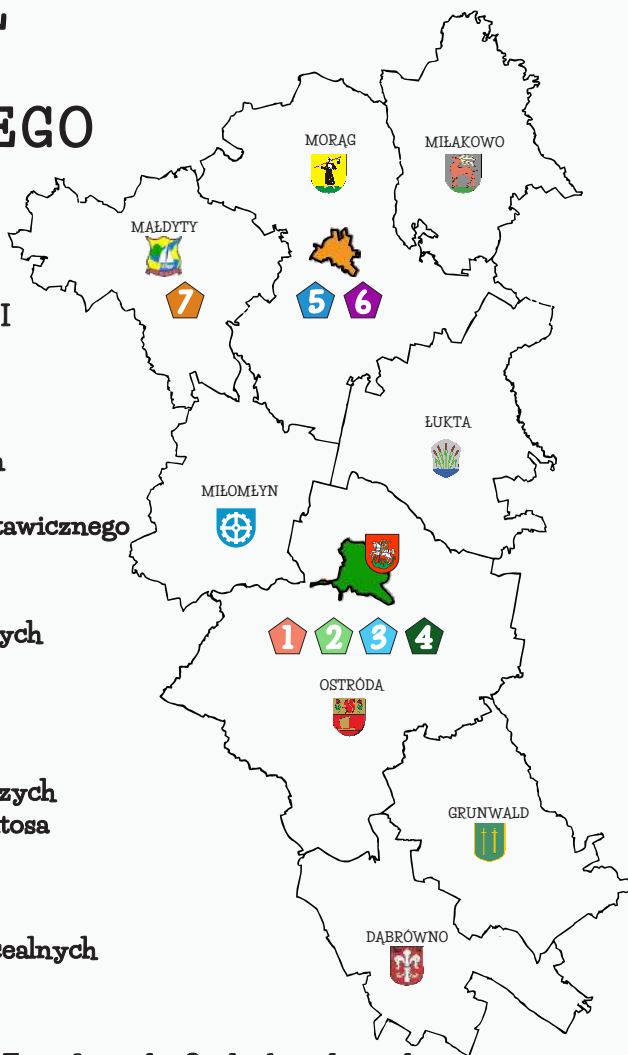 EGO
MORĄG
MIŁAKOWO
MAŁDYTY
7
5 6
I
ŁUKTA
MIŁOMŁYN
tawicznego
ych
1 2 3 4
OSTRÓDA
zych
tosa
GRUNWALD
DĄBRÓWNO
ealnych